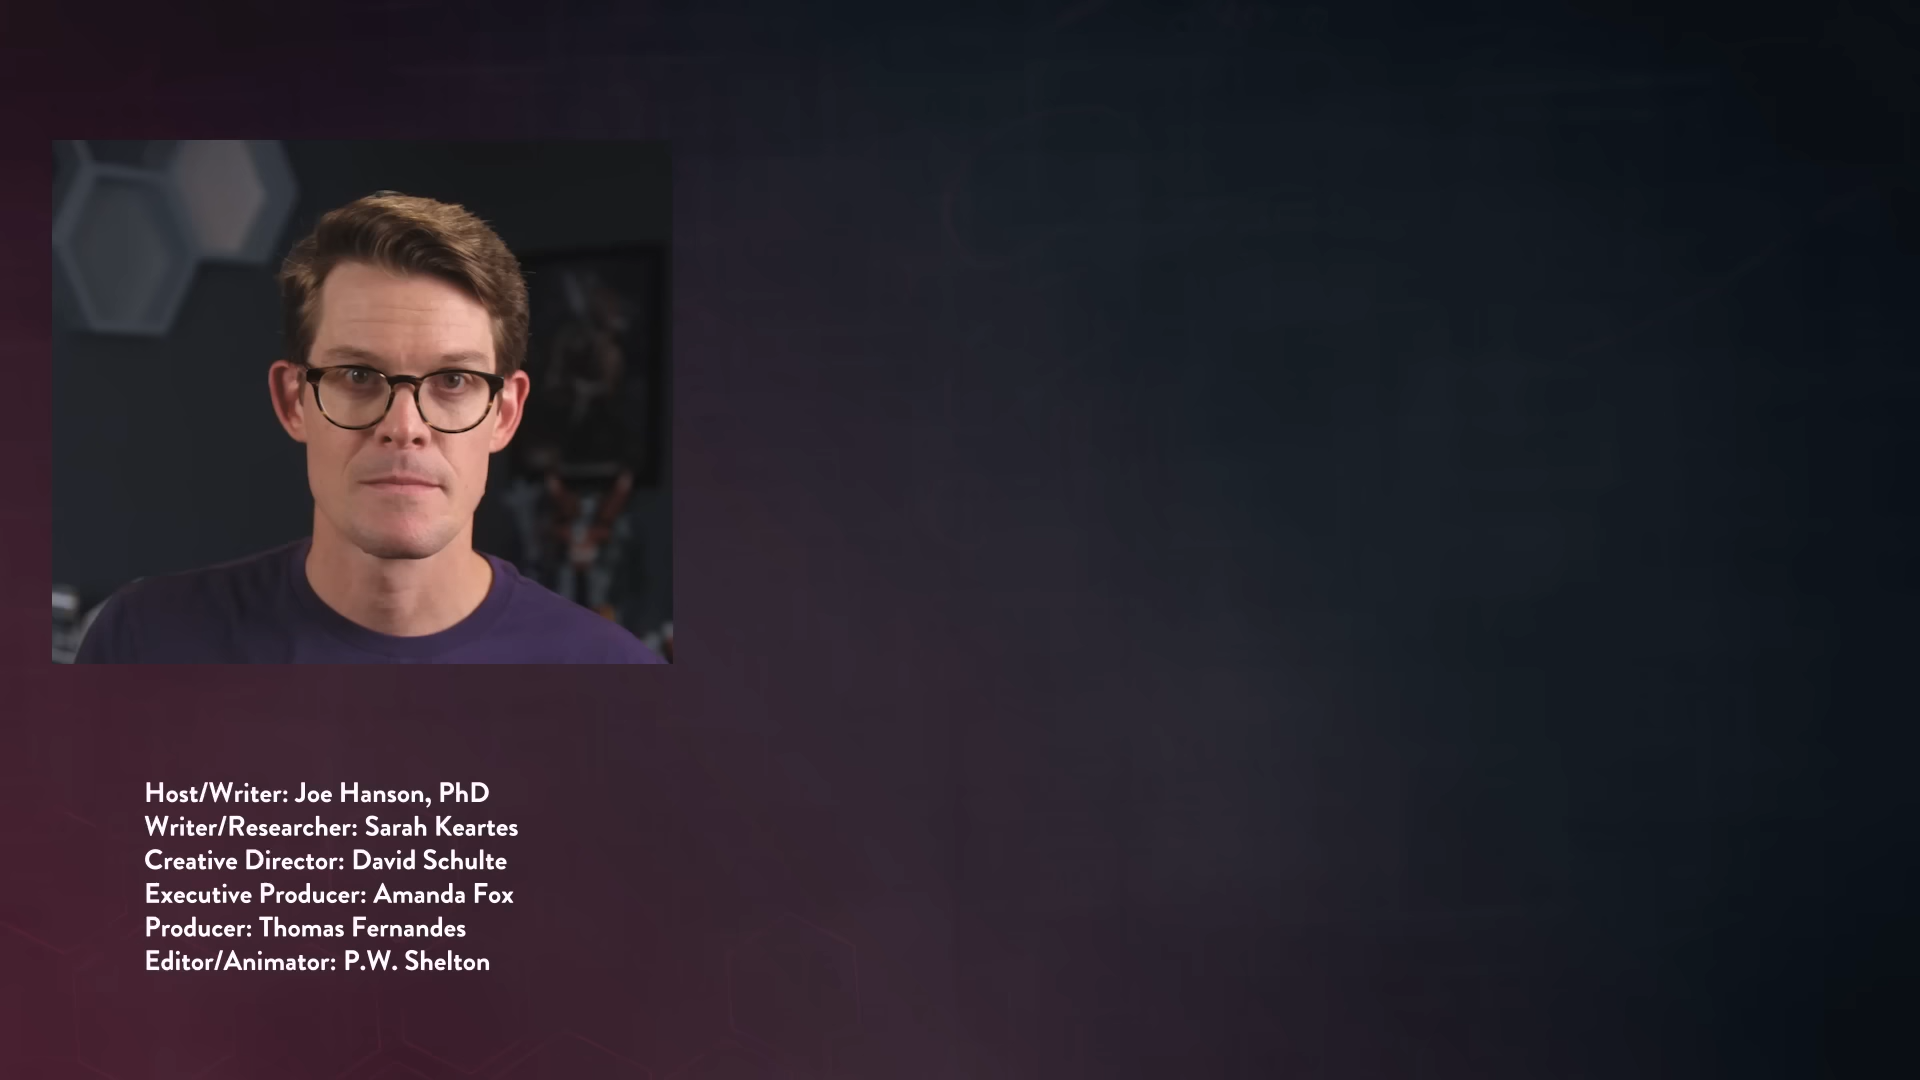 Host/Writer: Joe Hanson, PhD
Writer/Researcher: Sarah Keartes
Creative Director: David Schulte
Executive Producer: Amanda Fox
Producer: Thomas Fernandes
Editor/Animator: P.W. Shelton